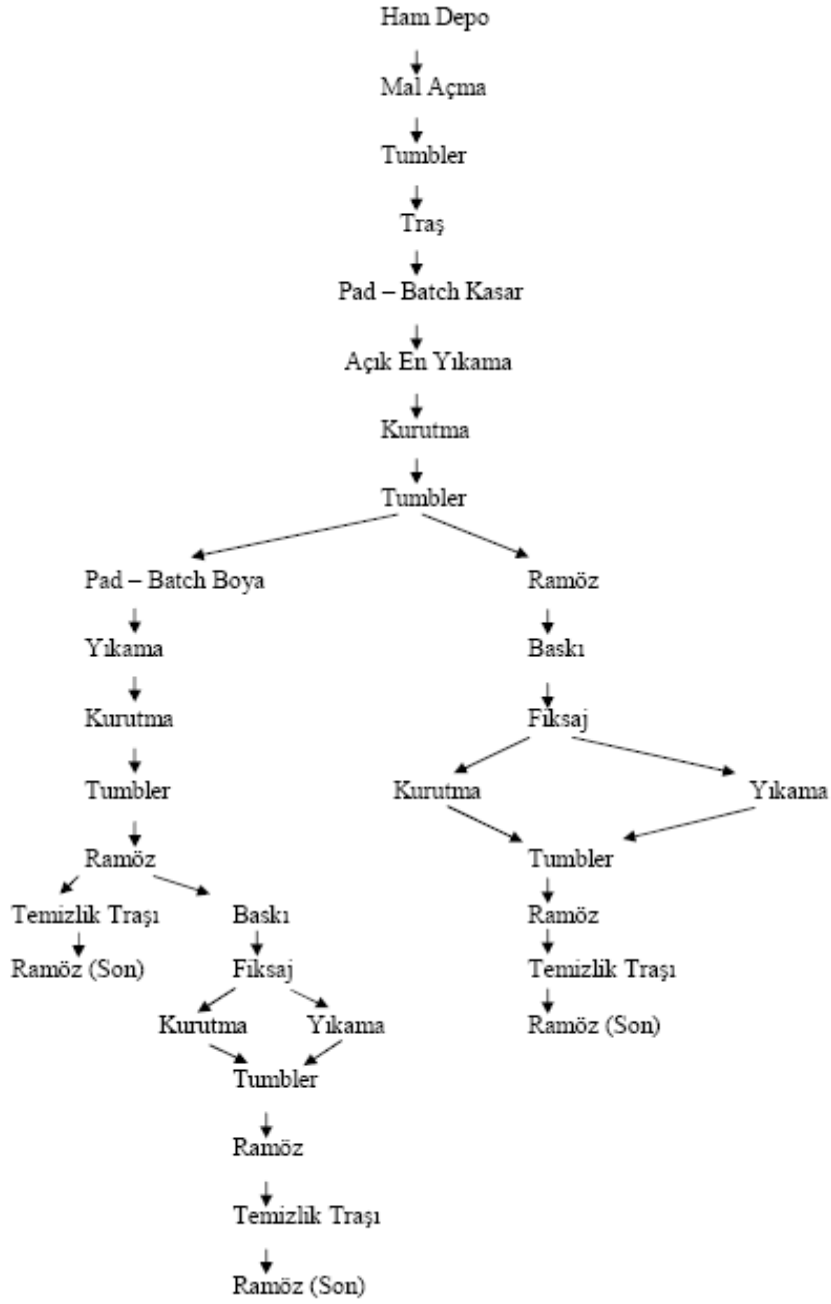 Ham Depo
Mal Açma
Tumbler
Traş
Pad – Batch Kasar
Açık En Yıkama
Kurutma
Tumbler
Pad – Batch Boya
Ramöz
Yıkama
Baskı
Kurutma
Fiksaj
Tumbler
Kurutma
Yıkama
Ramöz
Tumbler
Temizlik Traşı
Baskı
Ramöz
Ramöz (Son)
Fiksaj
Temizlik Traşı
Kurutma
Yıkama
Ramöz (Son)
Tumbler
Ramöz
Temizlik Traşı
Ramöz (Son)